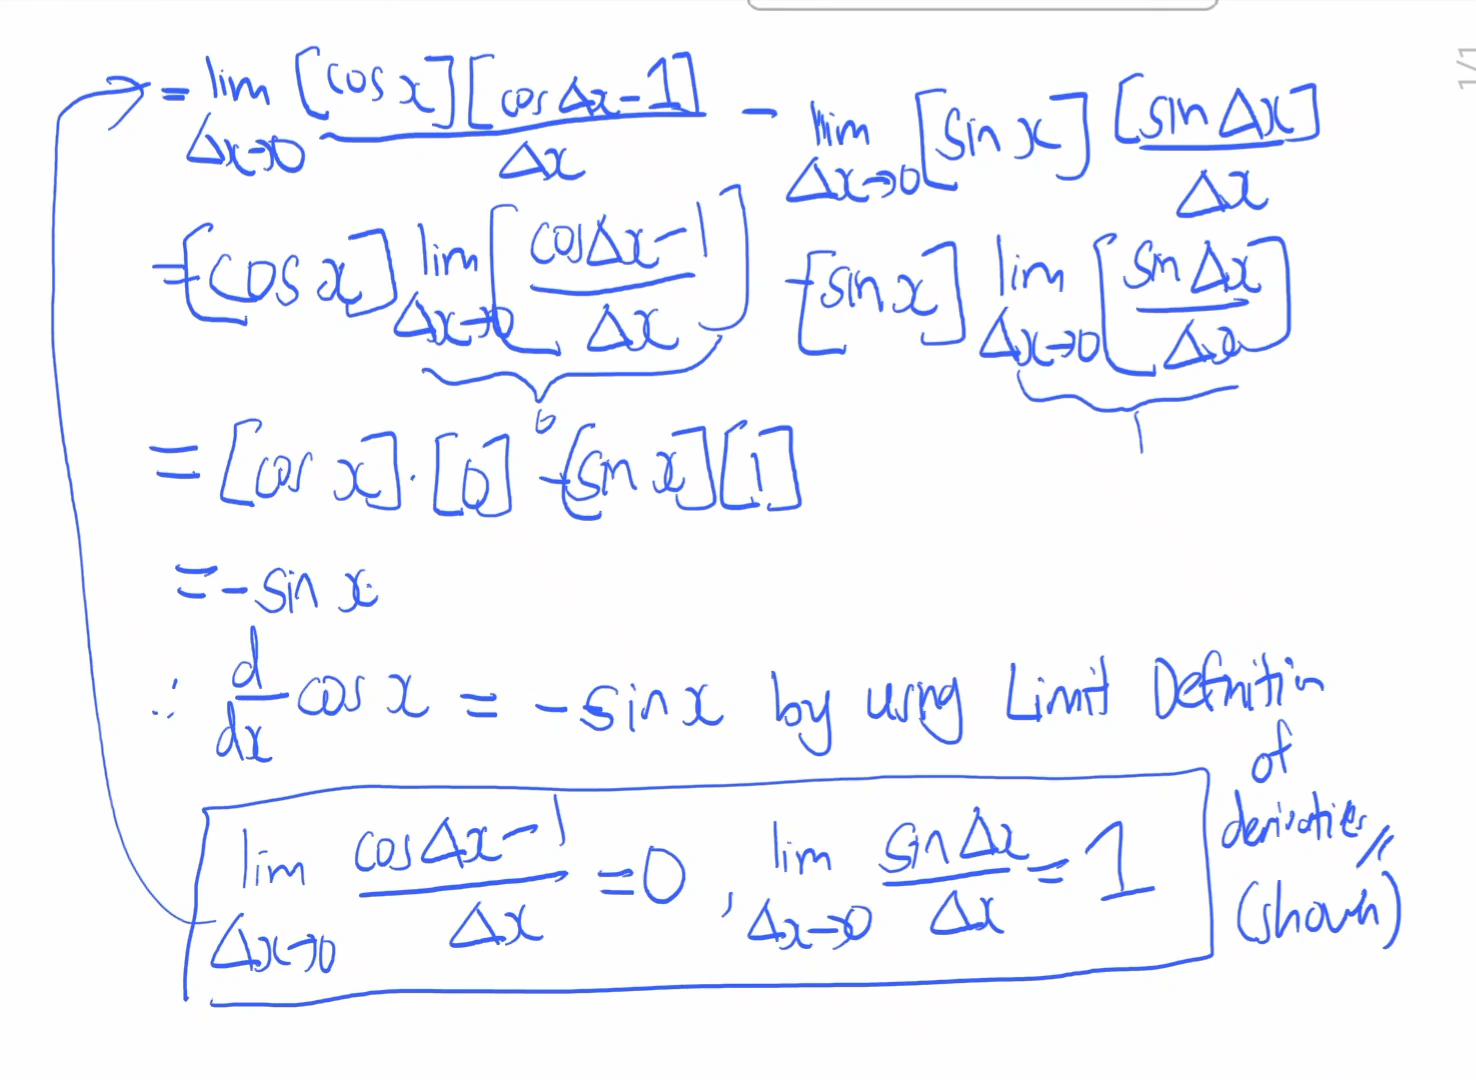 = lim Δx→0 [cos x][cos Δx - 1] / Δx - lim Δx→0 [sin x] [sin Δx] / Δx
= [cos x] lim Δx→0 [cos Δx - 1 / Δx] - [sin x] lim Δx→0 [sin Δx / Δx]
0 1
= [cos x] · [0] - [sin x][1]
= - sin x
∴ d/dx cos x = - sin x by using Limit Definition
of
derivatives //
(shown)
lim Δx→0 cos Δx - 1 / Δx = 0 , lim Δx→0 sin Δx / Δx = 1
1/1